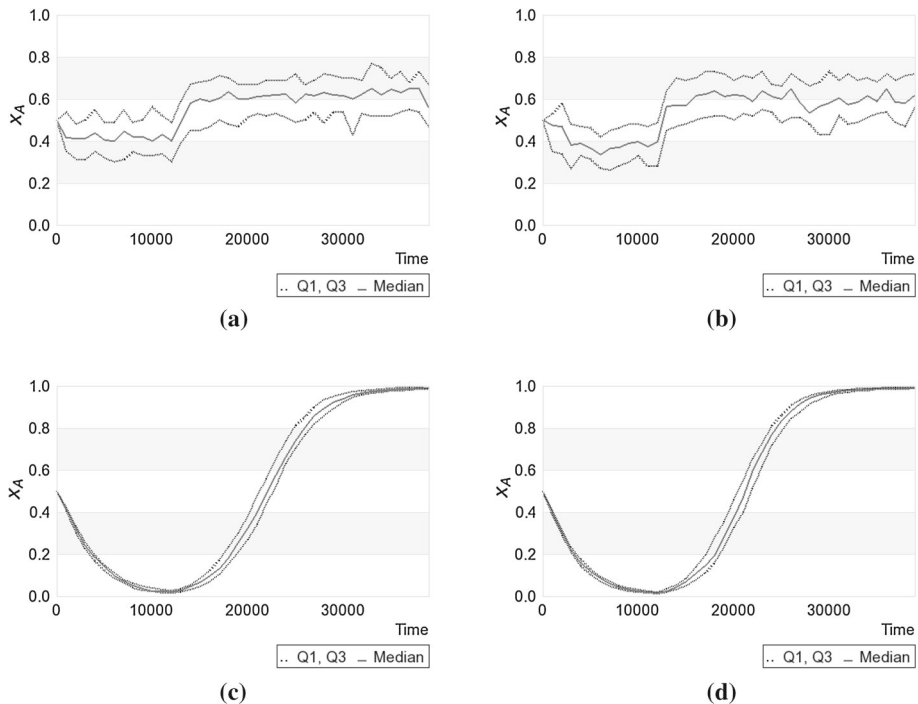 1.0 1.0
0.8 0.8
0.6 0.6
x_A x_A
0.4 0.4
0.2 0.2
0.0 0.0
0 10000 20000 30000 0 10000 20000 30000
Time Time
.. Q1, Q3 _ Median .. Q1, Q3 _ Median
(a) (b)
1.0 1.0
0.8 0.8
0.6 0.6
x_A x_A
0.4 0.4
0.2 0.2
0.0 0.0
0 10000 20000 30000 0 10000 20000 30000
Time Time
.. Q1, Q3 _ Median .. Q1, Q3 _ Median
(c) (d)